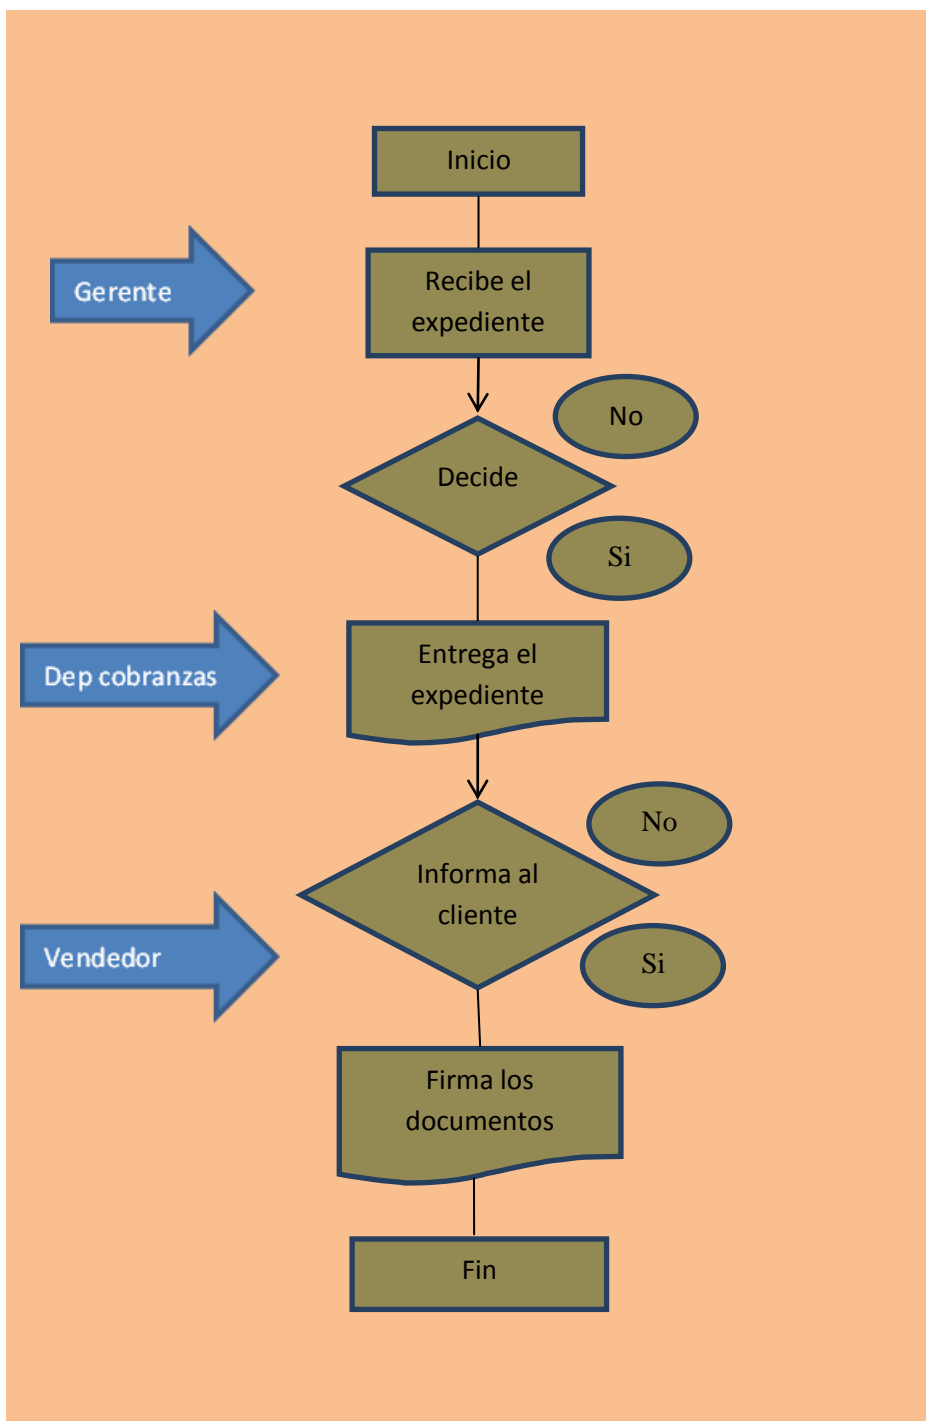 Inicio
Gerente
Recibe el
expediente
No
Decide
Si
Dep cobranzas
Entrega el
expediente
No
Informa al
cliente
Vendedor
Si
Firma los
documentos
Fin